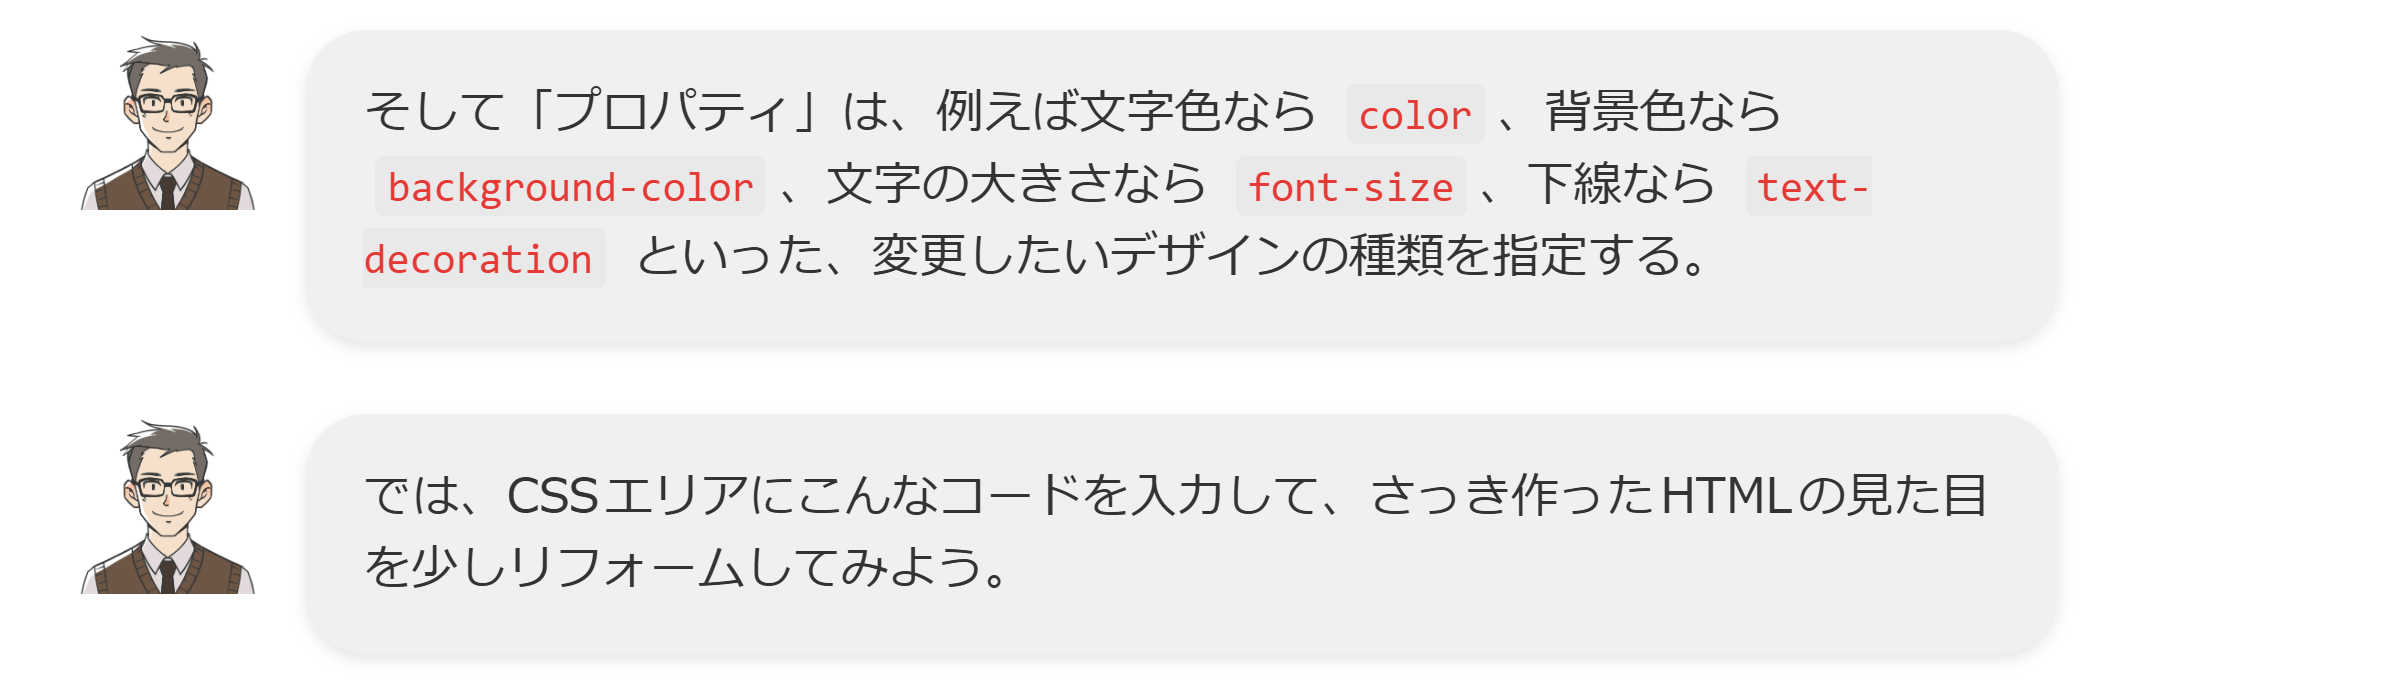 そして「プロパティ」は、例えば文字色なら color 、背景色なら
background-color 、文字の大きさなら font-size 、下線なら text-
decoration といった、変更したいデザインの種類を指定する。
では、CSSエリアにこんなコードを入力して、さっき作ったHTMLの見た目
を少しリフォームしてみよう。